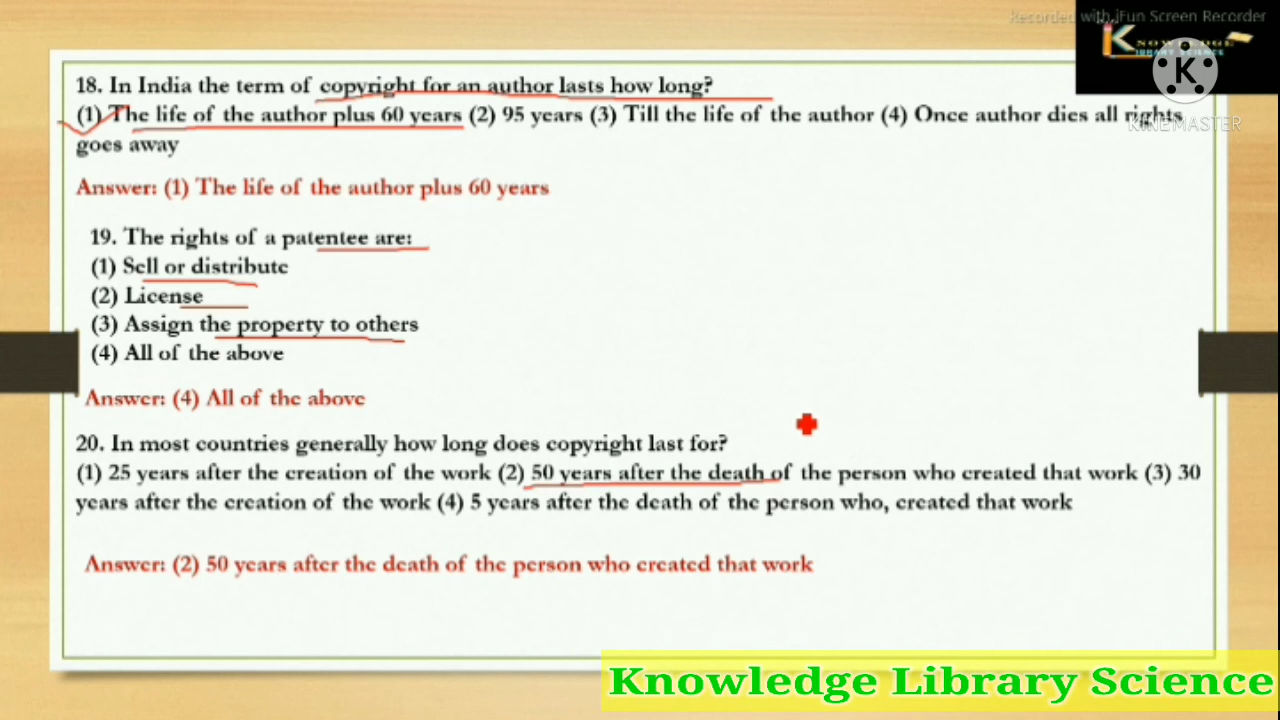 Recorded with iFun Screen Recorder
KNOWLEDGE
LIBRARY SCIENCE
K
KINEMASTER
18. In India the term of copyright for an author lasts how long?
(1) The life of the author plus 60 years (2) 95 years (3) Till the life of the author (4) Once author dies all rights
goes away
Answer: (1) The life of the author plus 60 years
19. The rights of a patentee are:
(1) Sell or distribute
(2) License
(3) Assign the property to others
(4) All of the above
Answer: (4) All of the above
20. In most countries generally how long does copyright last for?
(1) 25 years after the creation of the work (2) 50 years after the death of the person who created that work (3) 30
years after the creation of the work (4) 5 years after the death of the person who, created that work
Answer: (2) 50 years after the death of the person who created that work
Knowledge Library Science